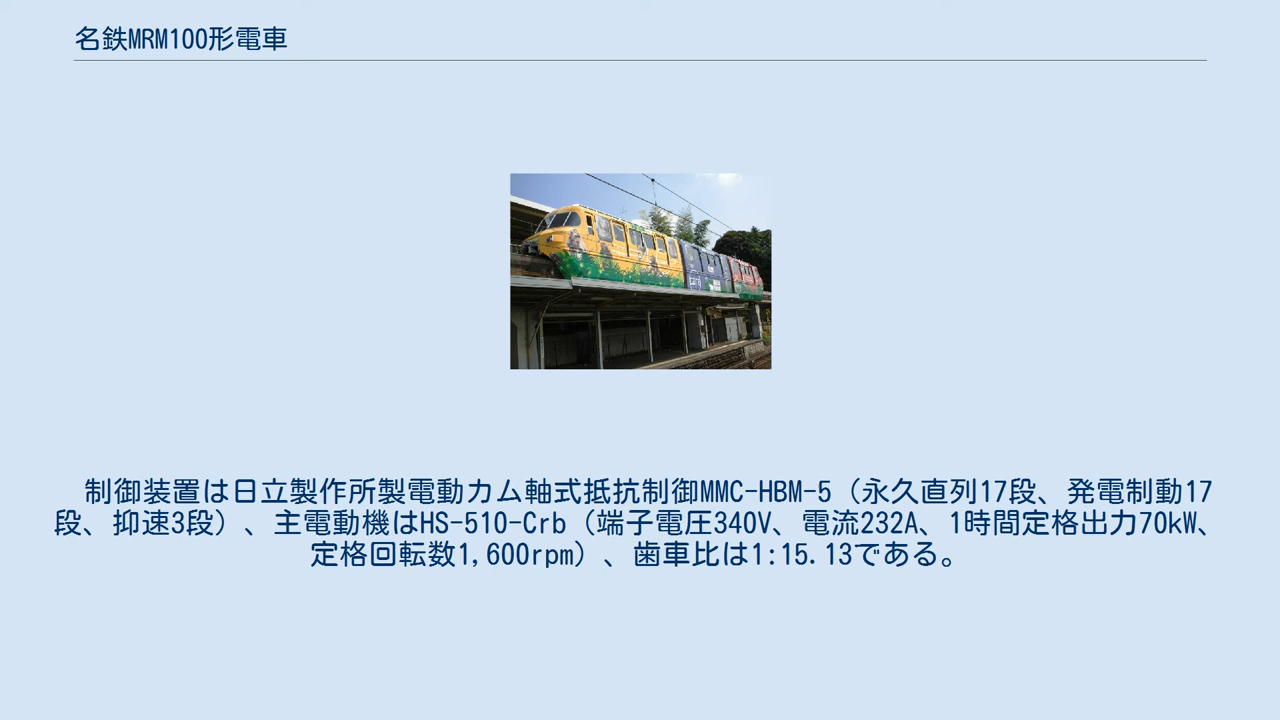 名鉄MRM100形電車
制御装置は日立製作所製電動カム軸式抵抗制御MMC-HBM-5（永久直列17段、発電制動17
段、抑速3段）、主電動機はHS-510-Crb（端子電圧340V、電流232A、1時間定格出力70kW、
定格回転数1,600rpm）、歯車比は1:15.13である。